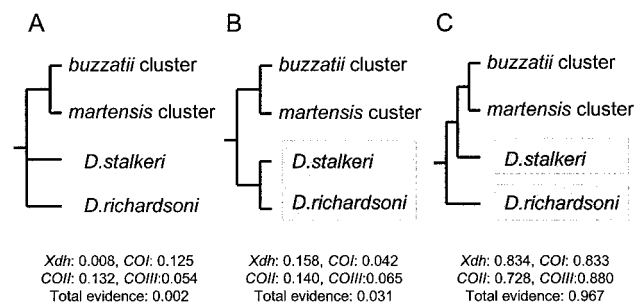 A
B
C
buzzatii cluster
martensis cluster
D.stalkeri
D.richardsoni
buzzatii cluster
martensis custer
D.stalkeri
D.richardsoni
buzzatii cluster
martensis cluster
D.stalkeri
D.richardsoni
Xdh: 0.008, COI: 0.125
COII: 0.132, COIII:0.054
Total evidence: 0.002
Xdh: 0.158, COI: 0.042
COII: 0.140, COIII:0.065
Total evidence: 0.031
Xdh: 0.834, COI: 0.833
COII: 0.728, COIII:0.880
Total evidence: 0.967